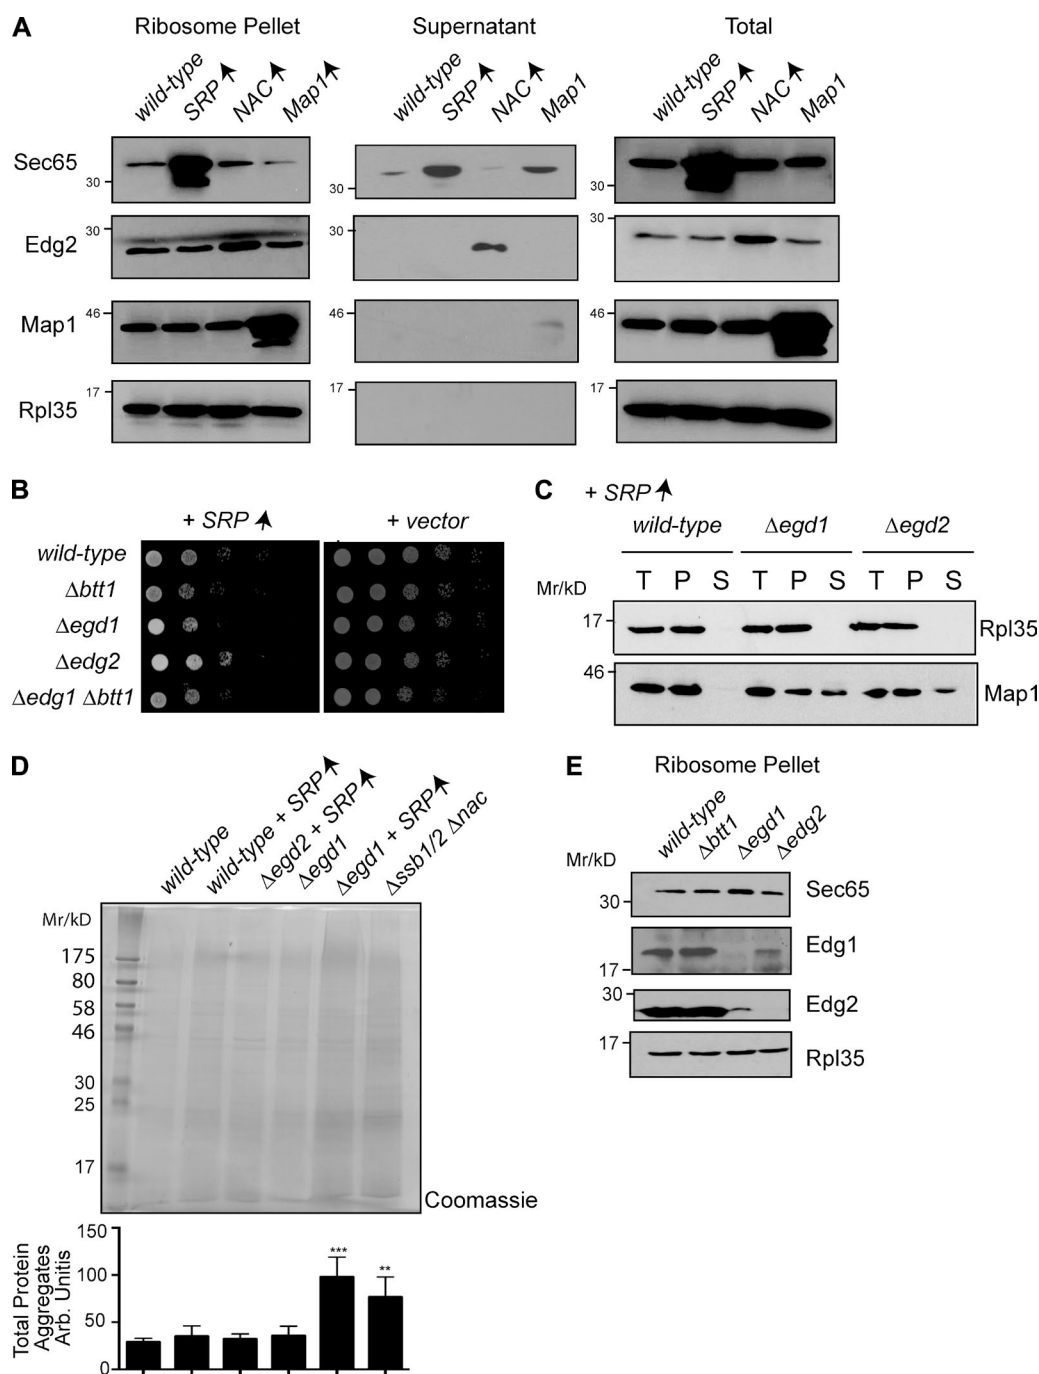 A
Ribosome Pellet
Supernatant
Total
wild-type
SRP
NAC
Map1
wild-type
SRP
NAC
Map1
wild-type
SRP
NAC
Map1
Sec65
30
30
30
Edg2
30
30
30
Map1
46
46
46
Rpl35
17
17
17
B
+ SRP
+ vector
wild-type
Δbtt1
Δegd1
Δedg2
Δedg1 Δbtt1
C
+ SRP
wild-type
Δegd1
Δegd2
Mr/kD
T P S T P S T P S
17
Rpl35
46
Map1
D
wild-type
wild-type + SRP
Δegd2 + SRP
Δegd1
Δegd1 + SRP
Δssb1/2 Δnac
Mr/kD
175
80
58
46
30
25
17
Coomassie
Total Protein
Aggregates
Arb. Unitis
150
100
50
0
***
**
E
Ribosome Pellet
wild-type
Δbtt1
Δegd1
Δedg2
Mr/kD
30
Sec65
17
Edg1
30
Edg2
17
Rpl35